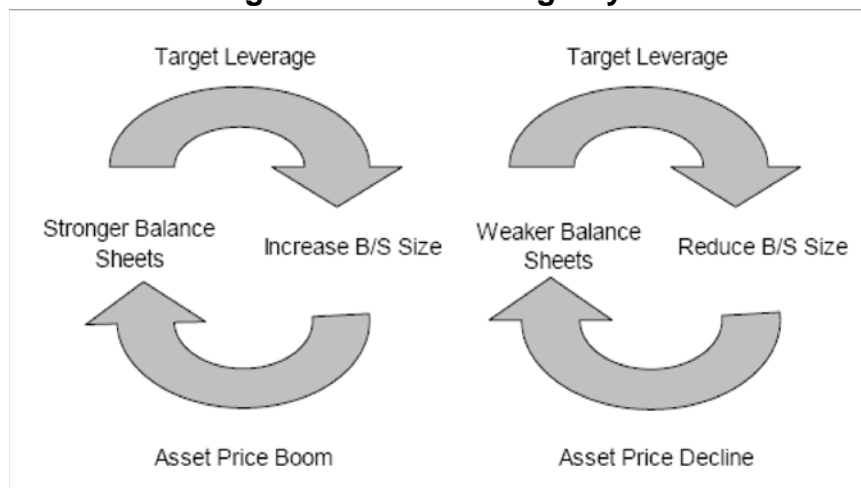 Target Leverage
Stronger Balance
Sheets
Increase B/S Size
Asset Price Boom
Target Leverage
Weaker Balance
Sheets
Reduce B/S Size
Asset Price Decline